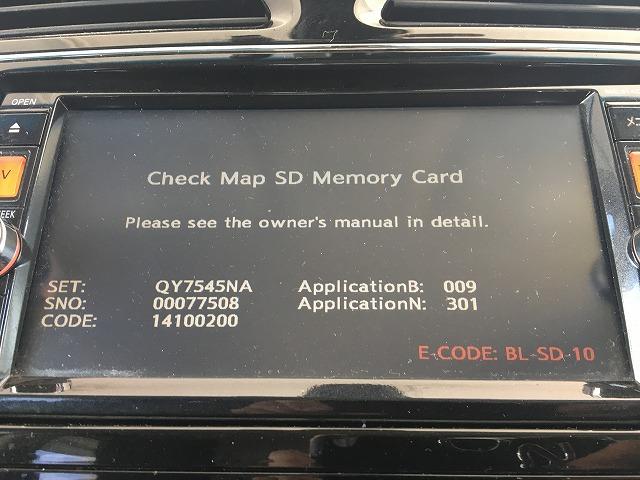 OPEN
Check Map SD Memory Card
Please see the owner's manual in detail.
SET: QY7545NA ApplicationB: 009
SNO: 00077508 ApplicationN: 301
CODE: 14100200
E-CODE: BL-SD-10